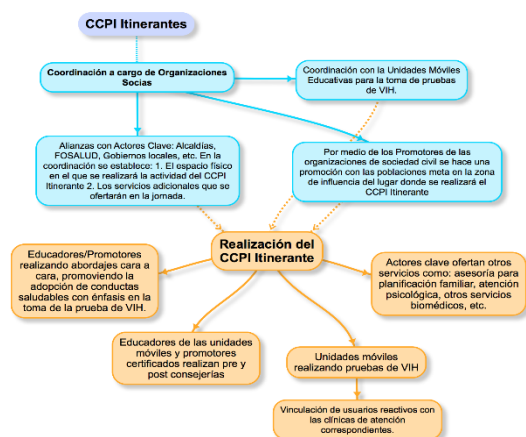 CCPI Itinerantes
Coordinación a cargo de Organizaciones
Socias
Coordinación con la Unidades Móviles
Educativas para la toma de pruebas
de VIH.
Alianzas con Actores Clave: Alcaldías,
FOSALUD, Gobiernos locales, etc. En la
coordinación se establece: 1. El espacio físico
en el que se realizará la actividad del CCPI
Itinerante 2. Los servicios adicionales que se
ofertarán en la jornada.
Por medio de los Promotores de las
organizaciones de sociedad civil se hace una
promoción con las poblaciones meta en la zona
de influencia del lugar donde se realizará el
CCPI Itinerante
Realización del
CCPI Itinerante
Educadores/Promotores
realizando abordajes cara a
cara, promoviendo la
adopción de conductas
saludables con énfasis en la
toma de la prueba de VIH.
Actores clave ofertan otros
servicios como: asesoría para
planificación familiar, atención
psicológica, otros servicios
biomédicos, etc.
Educadores de las unidades
móviles y promotores
certificados realizan pre y
post consejerías
Unidades móviles
realizando pruebas de VIH
Vinculación de usuarios reactivos con
las clínicas de atención
correspondientes.